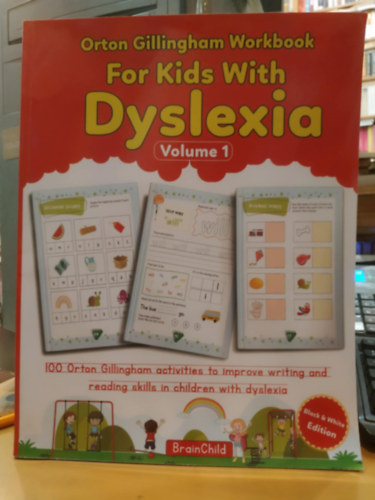 Orton Gillingham Workbook
For Kids With
Dyslexia
Volume 1
100 Orton Gillingham activities to improve writing and
reading skills in children with dyslexia
Black & White
Edition
BrainChild